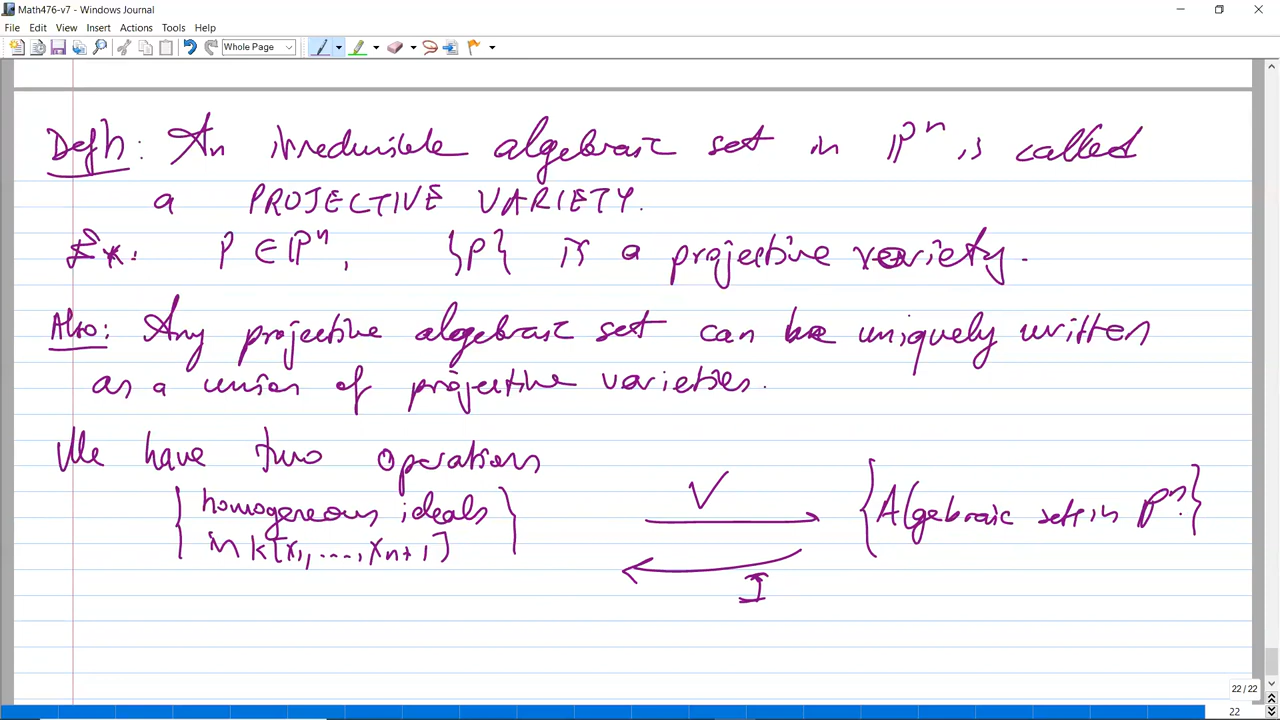 Math476-v7 - Windows Journal
File Edit View Insert Actions Tools Help
Whole Page
Defn: An irreducible algebraic set in ℙⁿ is called
a PROJECTIVE VARIETY.
Ex: P ∈ ℙⁿ, {P} is a projective variety.
Also: Any projective algebraic set can be uniquely written
as a union of projective varieties.
We have two operations
{ homogeneous ideals in k[x₁, ..., xₙ₊₁] } V { Algebraic sets in ℙⁿ. }
I
22 / 22
22